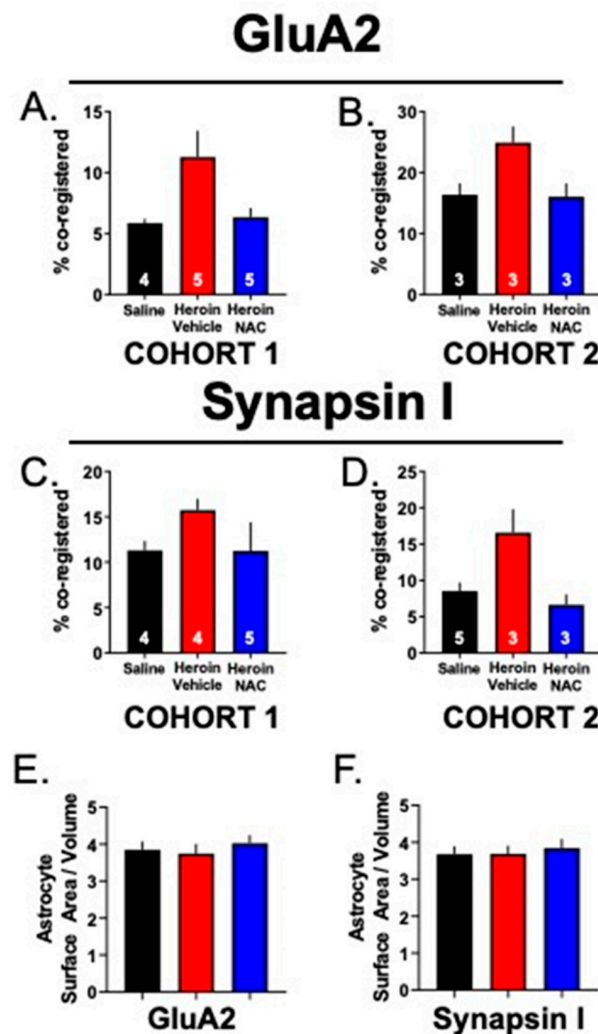 GluA2
A. B.
% co-registered
15
10
5
0
4 5 5
Saline Heroin Vehicle Heroin NAC
COHORT 1
% co-registered
30
20
10
0
3 3 3
Saline Heroin Vehicle Heroin NAC
COHORT 2
Synapsin I
C. D.
% co-registered
20
15
10
5
0
4 4 5
Saline Heroin Vehicle Heroin NAC
COHORT 1
% co-registered
25
20
15
10
5
0
5 3 3
Saline Heroin Vehicle Heroin NAC
COHORT 2
E. F.
Astrocyte
Surface Area / Volume
5
4
3
2
1
0
GluA2
Astrocyte
Surface Area / Volume
5
4
3
2
1
0
Synapsin I